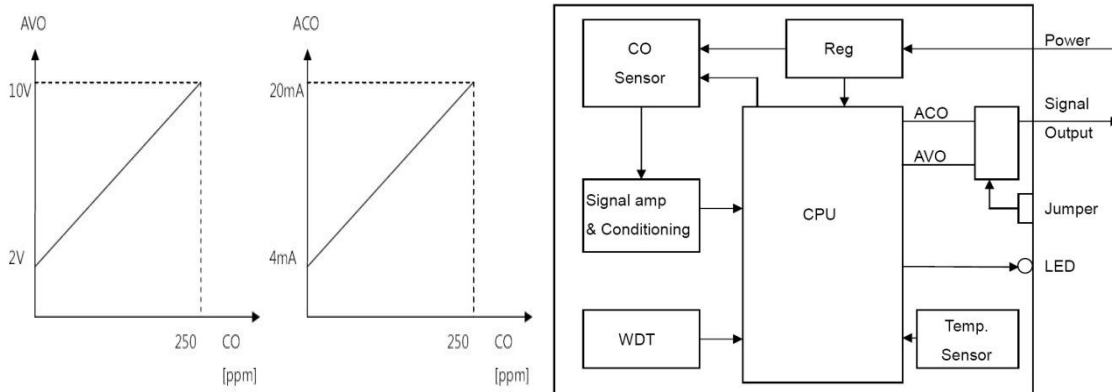 AVO
10V
2V
250 CO
[ppm]
ACO
20mA
4mA
250 CO
[ppm]
CO
Sensor
Reg
Power
ACO
Signal
Output
AVO
Signal amp
& Conditioning
CPU
Jumper
LED
WDT
Temp.
Sensor